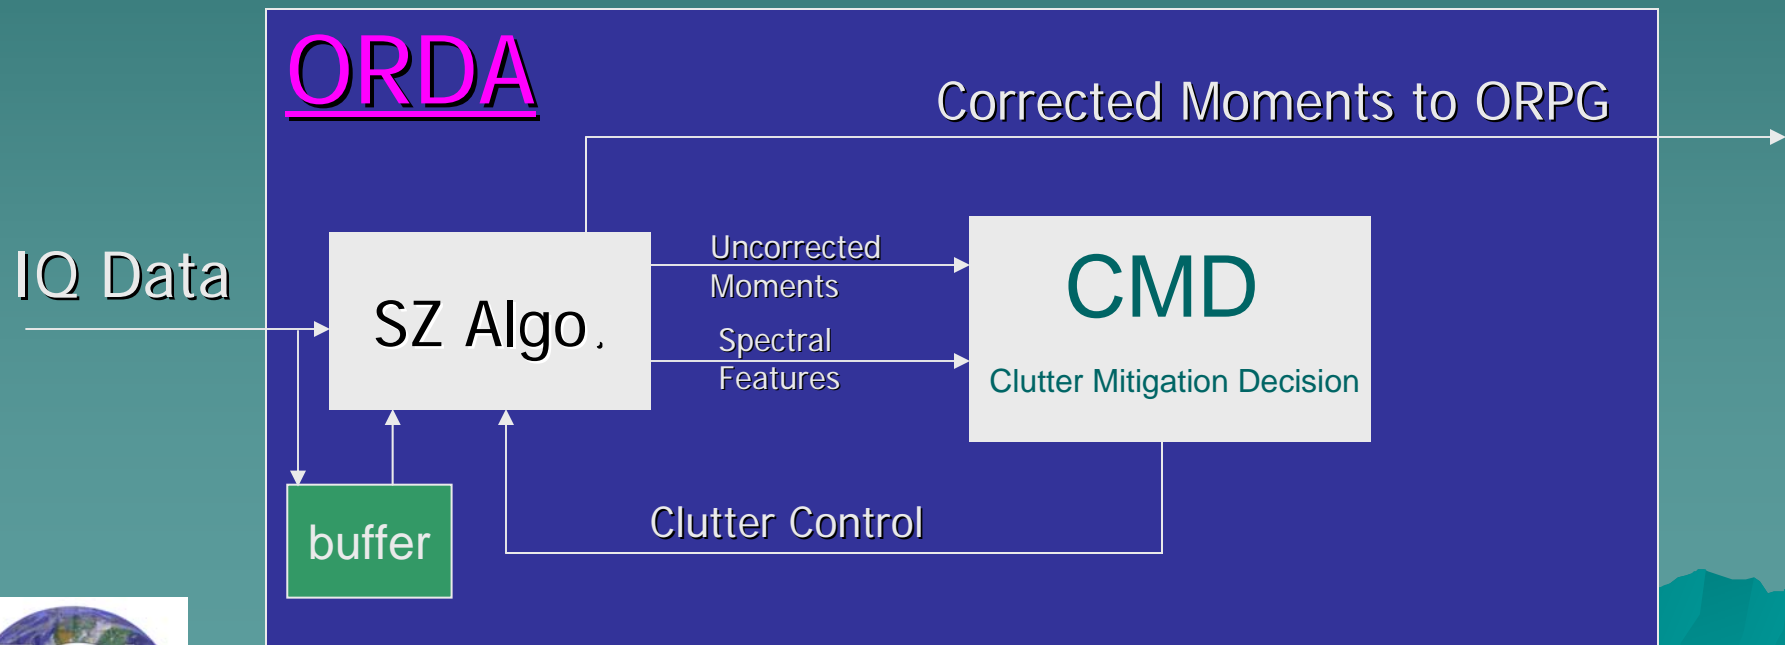 ORDA
Corrected Moments to ORPG
IQ Data
SZ Algo.
Uncorrected
Moments
Spectral
Features
CMD
Clutter Mitigation Decision
buffer
Clutter Control